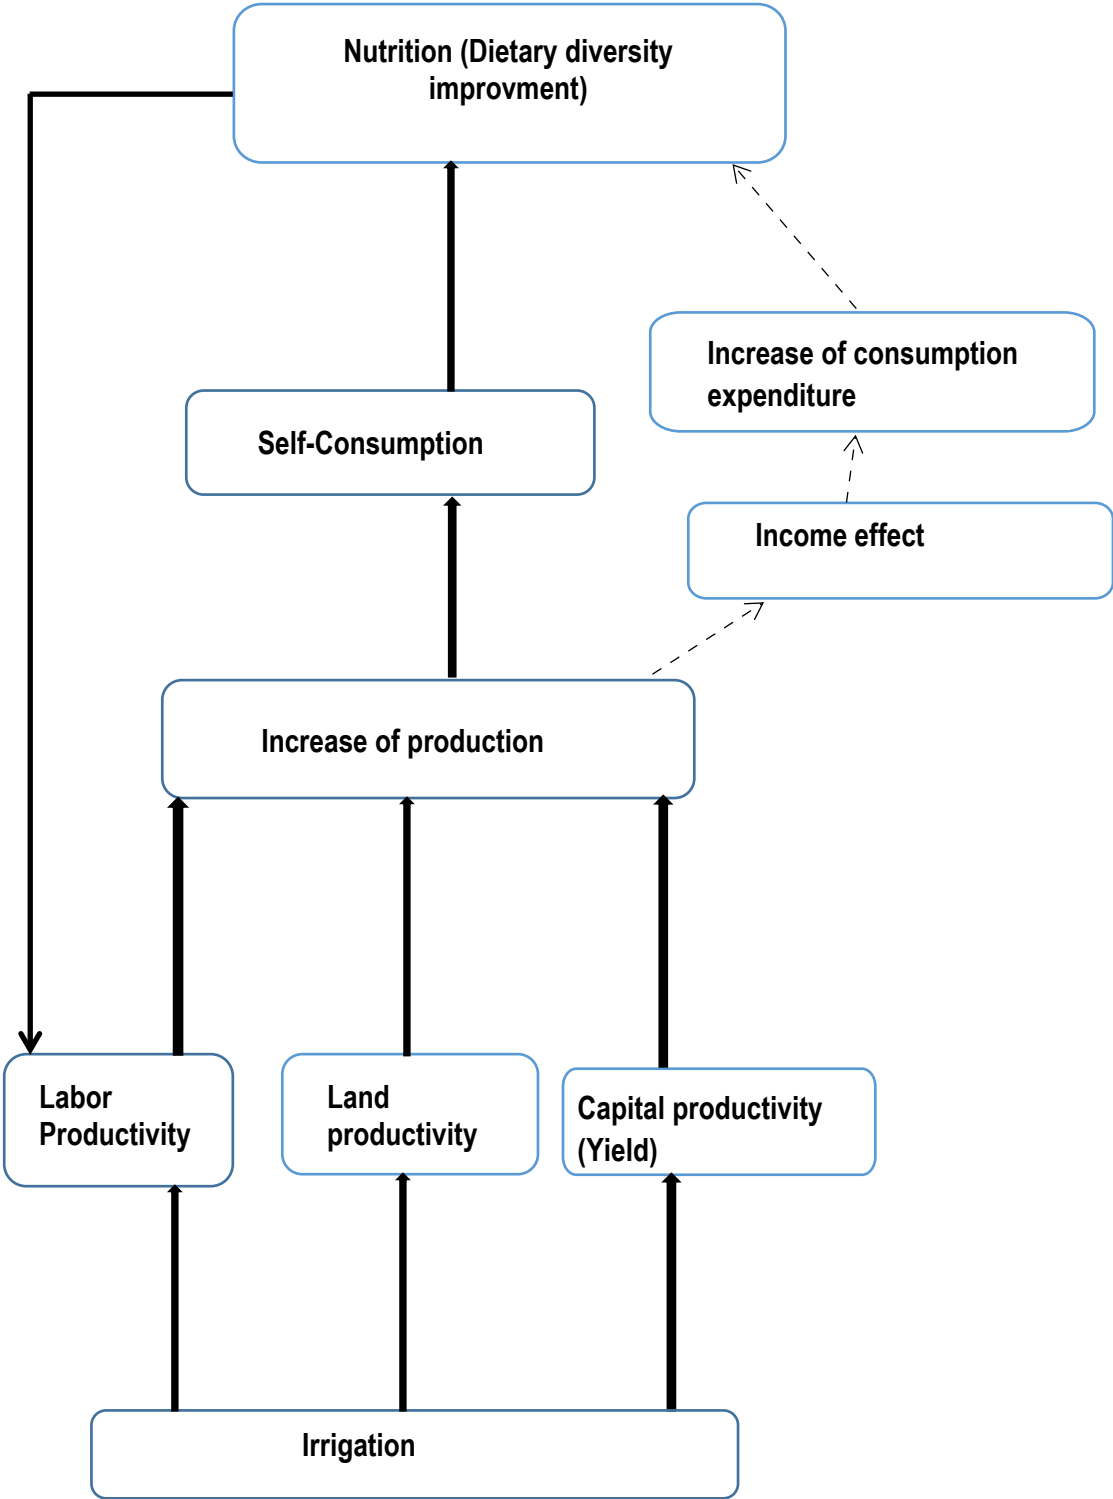 Nutrition (Dietary diversity
improvment)
Increase of consumption
expenditure
Self-Consumption
Income effect
Increase of production
Labor
Productivity
Land
productivity
Capital productivity
(Yield)
Irrigation